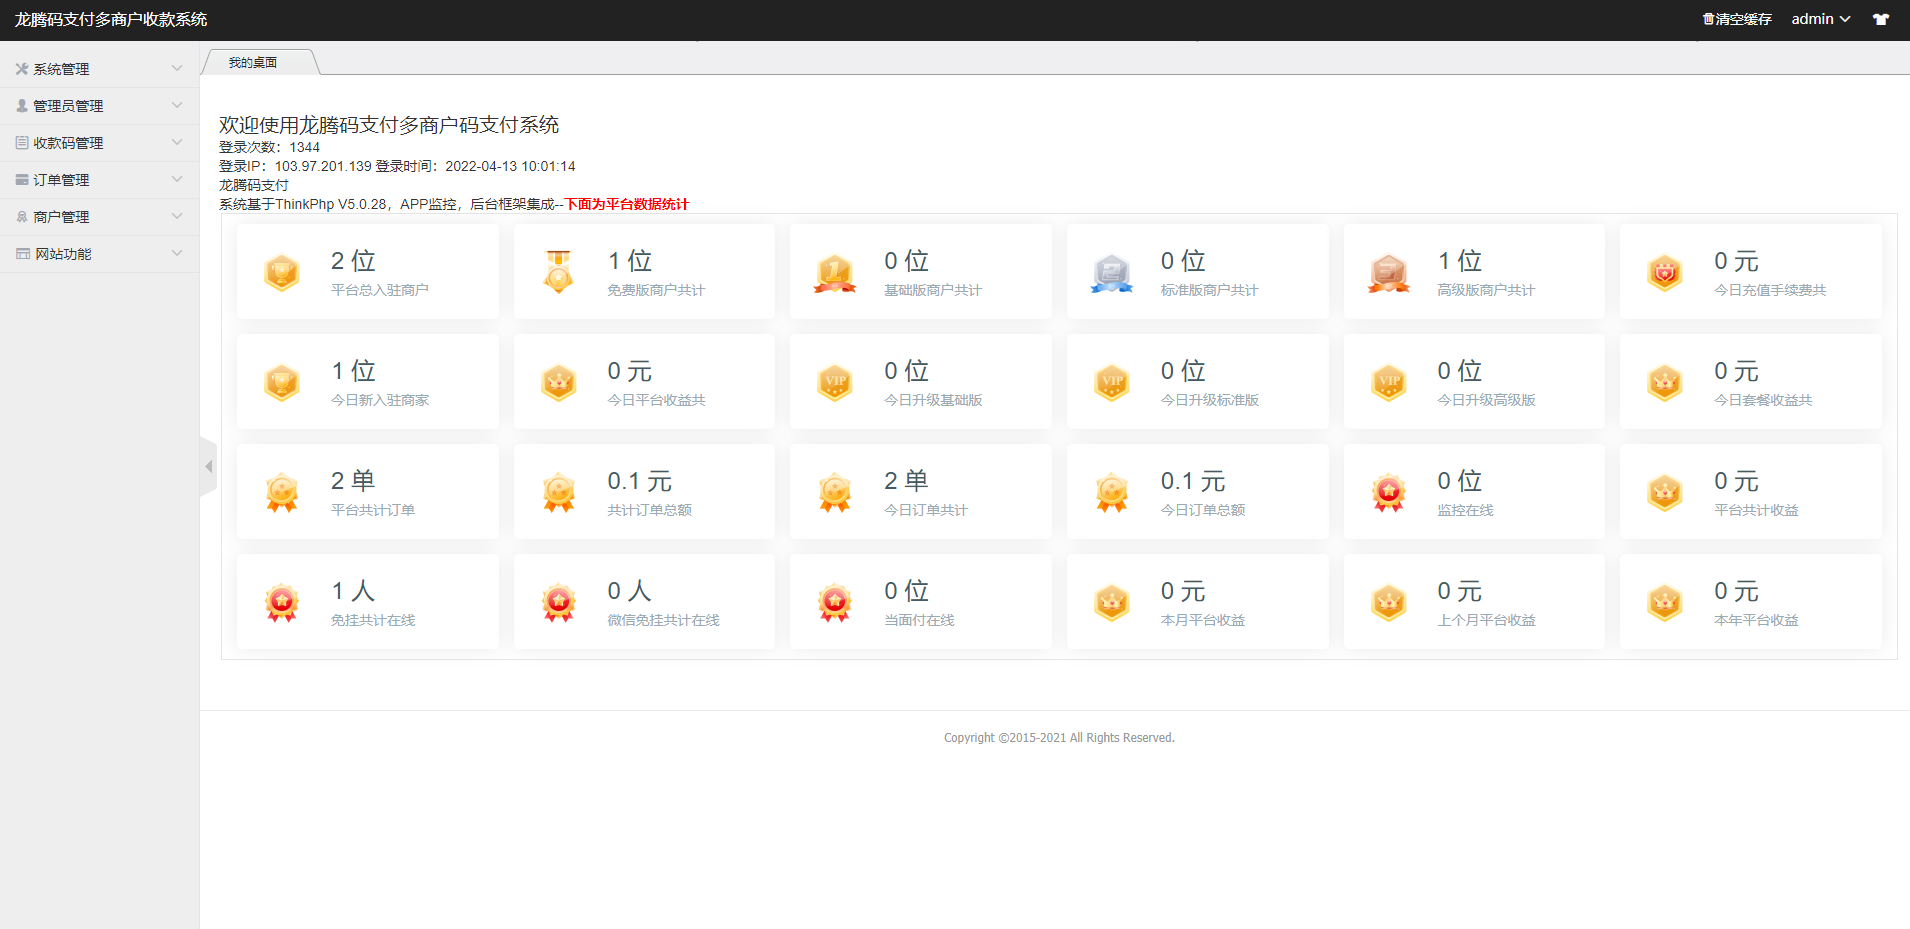 龙腾码支付多商户收款系统
清空缓存 admin
系统管理
管理员管理
收款码管理
订单管理
商户管理
网站功能
我的桌面
欢迎使用龙腾码支付多商户码支付系统
登录次数：1344
登录IP：103.97.201.139 登录时间：2022-04-13 10:01:14
龙腾码支付
系统基于ThinkPhp V5.0.28，APP监控，后台框架集成--下面为平台数据统计
2 位
平台总入驻商户
1 位
免费版商户共计
1
0 位
基础版商户共计
2
0 位
标准版商户共计
3
1 位
高级版商户共计
0 元
今日充值手续费共
1 位
今日新入驻商家
0 元
今日平台收益共
VIP
0 位
今日升级基础版
VIP
0 位
今日升级标准版
VIP
0 位
今日升级高级版
0 元
今日套餐收益共
2 单
平台共计订单
0.1 元
共计订单总额
2 单
今日订单共计
0.1 元
今日订单总额
0 位
监控在线
0 元
平台共计收益
1 人
免挂共计在线
0 人
微信免挂共计在线
0 位
当面付在线
0 元
本月平台收益
0 元
上个月平台收益
0 元
本年平台收益
Copyright ©2015-2021 All Rights Reserved.